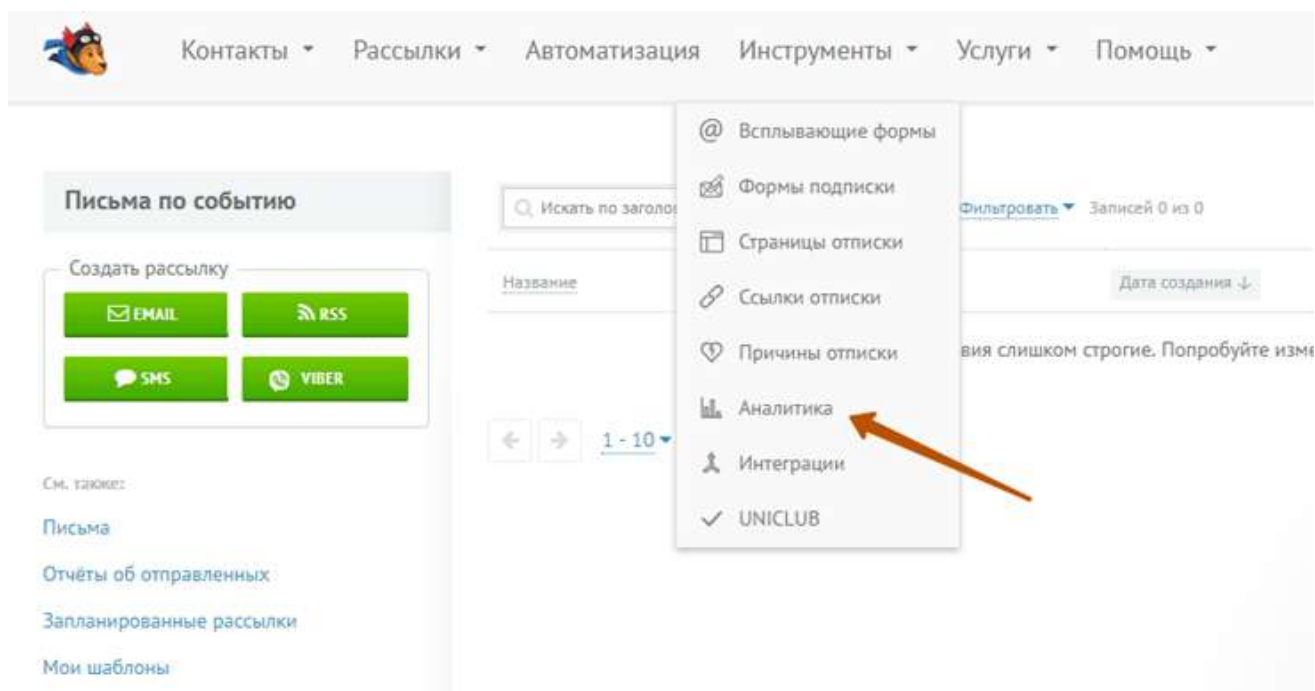 Контакты Рассылки Автоматизация Инструменты Услуги Помощь
Всплывающие формы
Формы подписки
Страницы отписки
Ссылки отписки
Причины отписки
Аналитика
Интеграции
UNICLUB
Письма по событию
Создать рассылку
EMAIL RSS
SMS VIBER
См. также:
Письма
Отчёты об отправленных
Запланированные рассылки
Мои шаблоны
Искать по Фильтровать Записей 0 из 0
Название Дата создания ↓
слишком строгие. Попробуйте
1 - 10